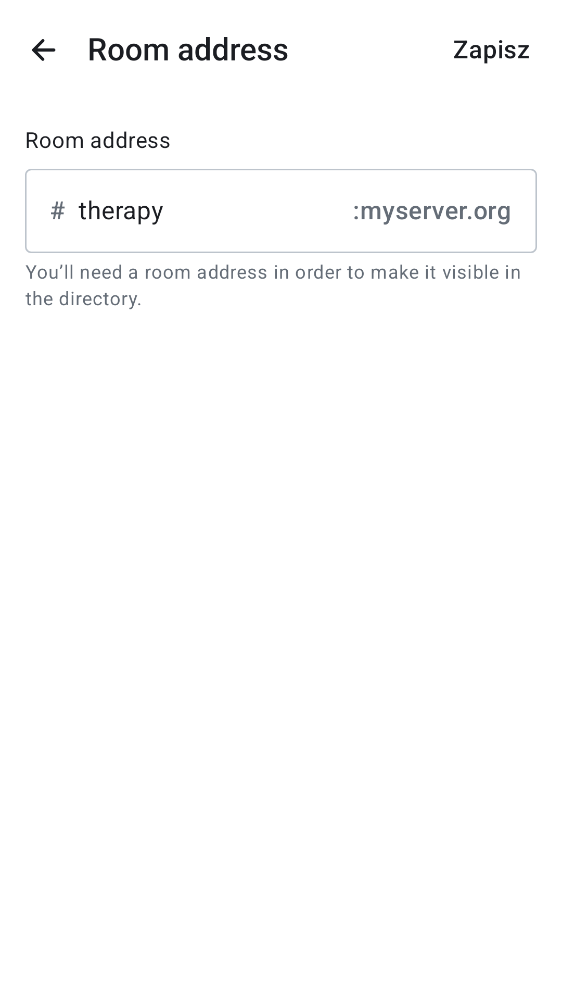 Room address
Zapisz
Room address
# therapy :myserver.org
You’ll need a room address in order to make it visible in
the directory.